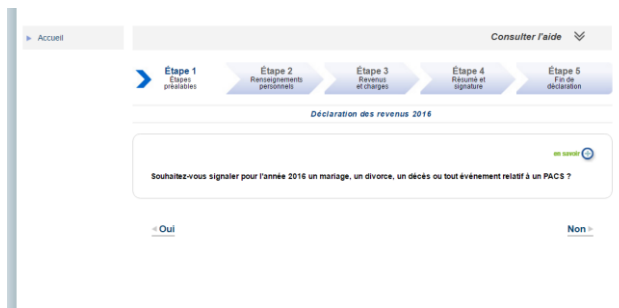 Accueil
Consulter l'aide
Étape 1
Étapes
préalables
Étape 2
Renseignements
personnels
Étape 3
Revenus
et charges
Étape 4
Résumé et
signature
Étape 5
Fin de
déclaration
Déclaration des revenus 2016
en savoir +
Souhaitez-vous signaler pour l'année 2016 un mariage, un divorce, un décès ou tout événement relatif à un PACS ?
Oui
Non